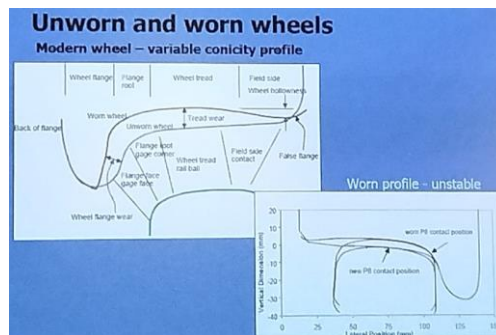 Unworn and worn wheels
Modern wheel – variable conicity profile
Wheel flange
Flange root
Wheel tread
Field side
Wheel hollowness
Worn wheel
Tread wear
Back of flange
Unworn wheel
Flange root
gage corner
Field side
contact
False flange
Wheel tread
rail ball
Flange face
gage face
Wheel flange wear
Worn profile - unstable
20
10
0
-10
-20
-30
-40
Vertical Dimension (mm)
worn P8 contact position
new P8 contact position
0
25
50
75
100
Lateral Position (mm)